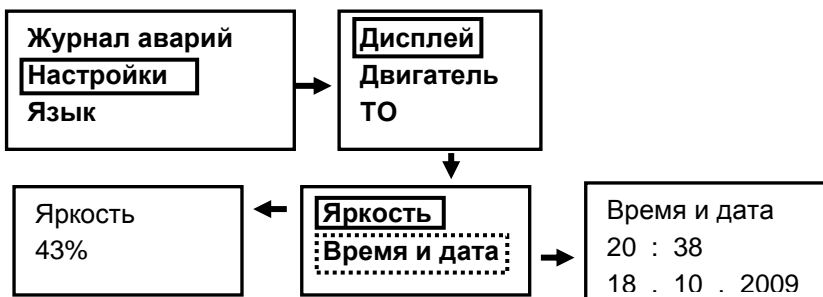 Журнал аварий
Настройки
Язык
Дисплей
Двигатель
ТО
Яркость
43%
Яркость
Время и дата
Время и дата
20 : 38
18 . 10 . 2009